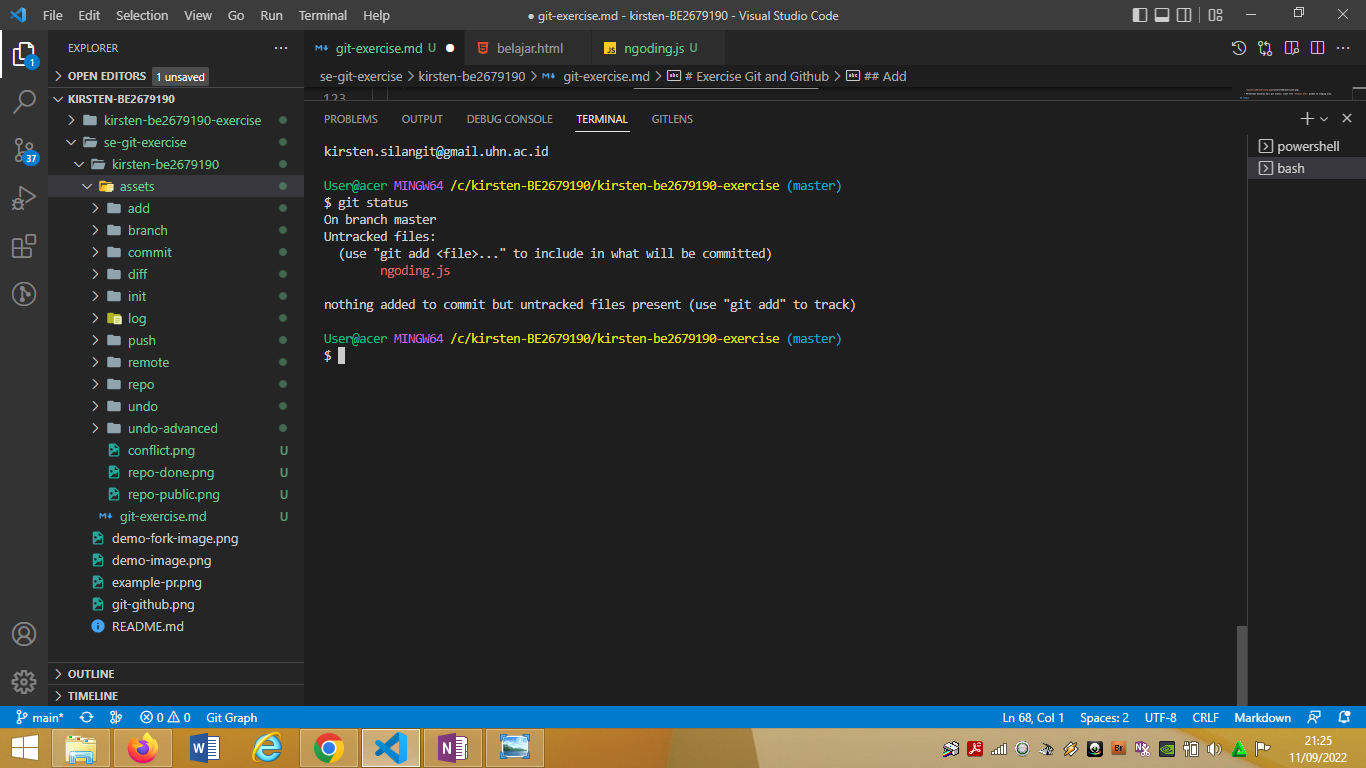 File Edit Selection View Go Run Terminal Help
● git-exercise.md - kirsten-BE2679190 - Visual Studio Code
EXPLORER
OPEN EDITORS 1 unsaved
KIRSTEN-BE2679190
kirsten-be2679190-exercise
se-git-exercise
kirsten-be2679190
assets
add
branch
commit
diff
init
log
push
remote
repo
undo
undo-advanced
conflict.png U
repo-done.png U
repo-public.png U
git-exercise.md U
demo-fork-image.png
demo-image.png
example-pr.png
git-github.png
README.md
OUTLINE
TIMELINE
1
37
git-exercise.md U ●
belajar.html
JS ngoding.js U
se-git-exercise > kirsten-be2679190 > git-exercise.md > # Exercise Git and Github > ## Add
123
PROBLEMS OUTPUT DEBUG CONSOLE TERMINAL GITLENS
kirsten.silangit@gmail.uhn.ac.id
User@acer MINGW64 /c/kirsten-BE2679190/kirsten-be2679190-exercise (master)
$ git status
On branch master
Untracked files:
(use "git add <file>..." to include in what will be committed)
ngoding.js
nothing added to commit but untracked files present (use "git add" to track)
User@acer MINGW64 /c/kirsten-BE2679190/kirsten-be2679190-exercise (master)
$
powershell
bash
main* 0 0 Git Graph
Ln 68, Col 1 Spaces: 2 UTF-8 CRLF Markdown
21:25
11/09/2022